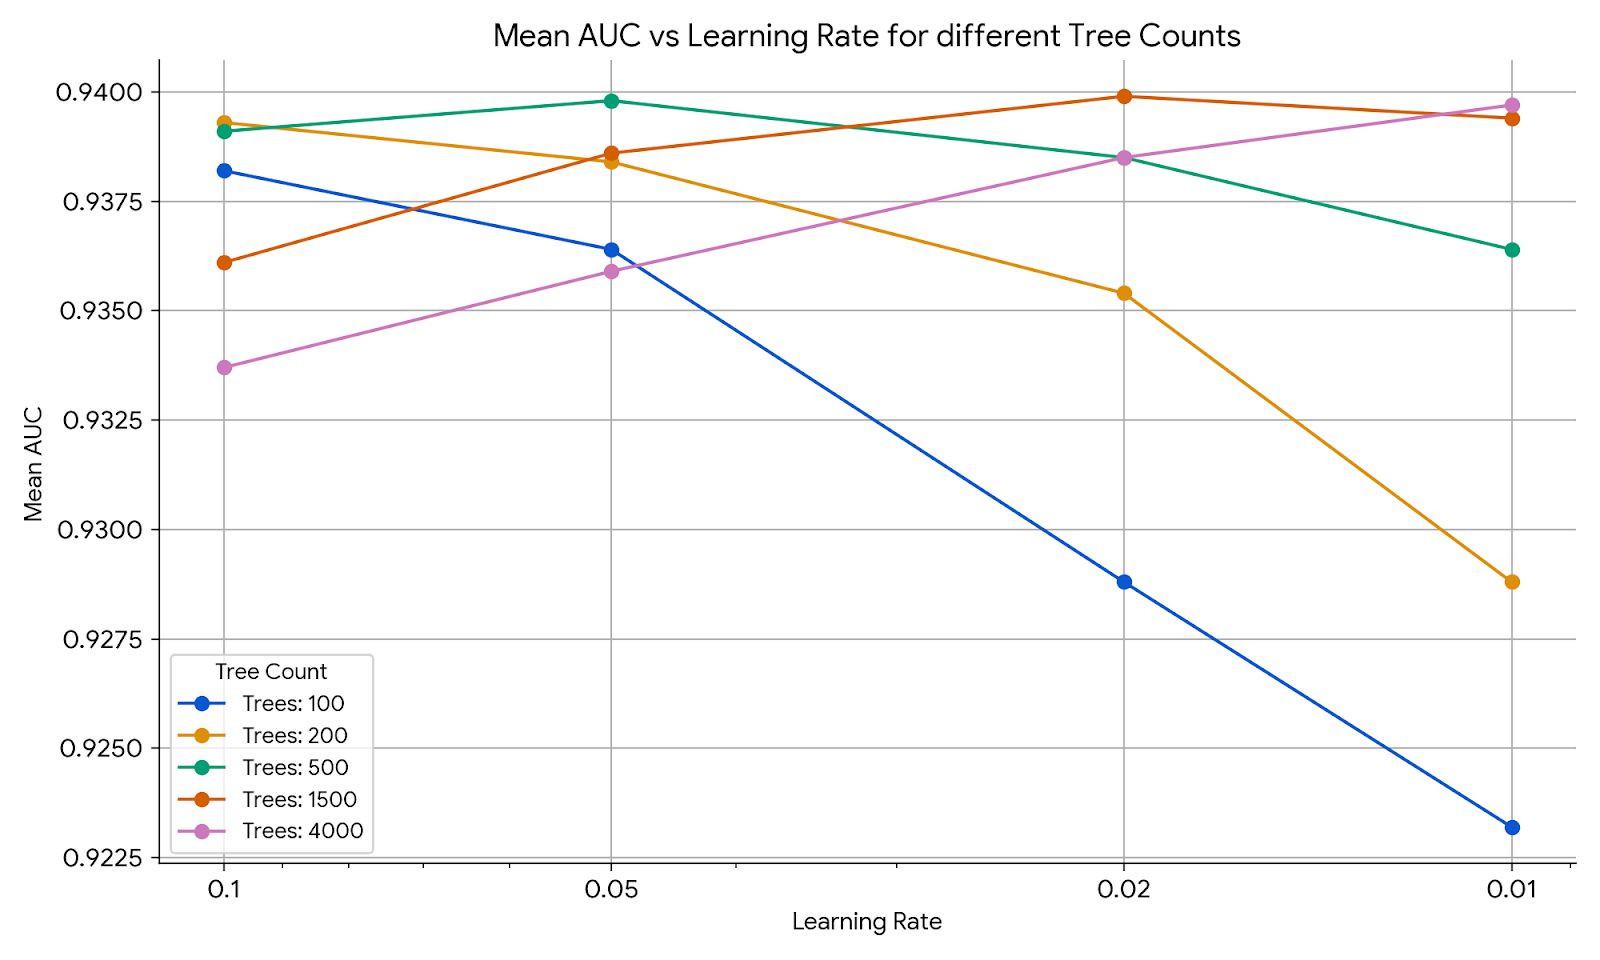 Mean AUC vs Learning Rate for different Tree Counts
Mean AUC
0.9400
0.9375
0.9350
0.9325
0.9300
0.9275
0.9250
0.9225
Tree Count
Trees: 100
Trees: 200
Trees: 500
Trees: 1500
Trees: 4000
0.1 0.05 0.02 0.01
Learning Rate